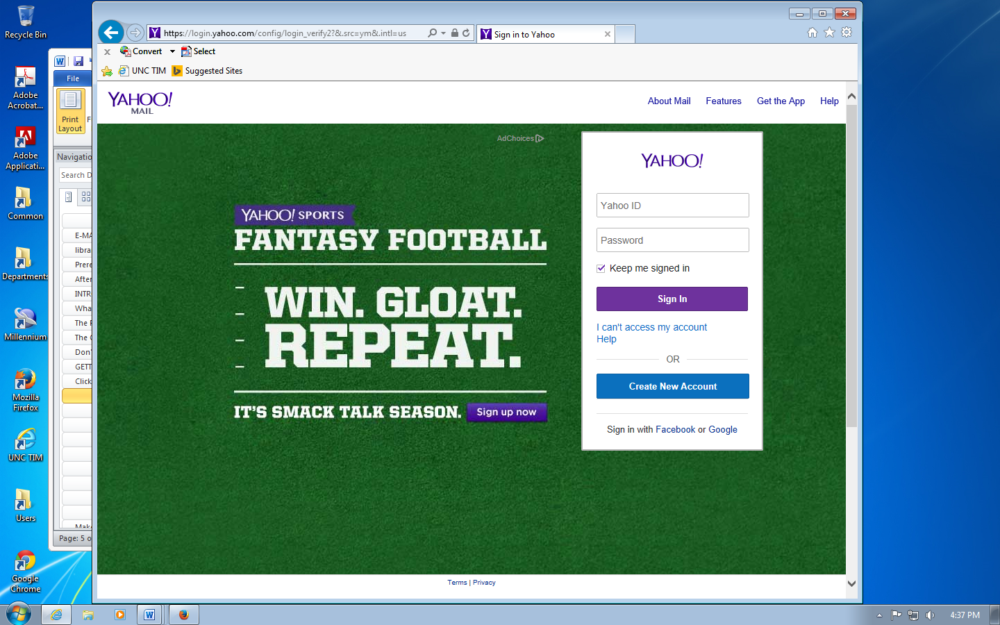 Recycle Bin
Adobe
Acrobat...
Adobe
Applicati...
Common
Departments
Millennium
Mozilla
Firefox
UNC TIM
Users
Google
Chrome
File
Print
Layout
F
Navigatio
Search D
E-MA
libra
Prere
After
INTR
Wha
The F
The C
Don'
GETT
Click
Make
Page: 5 o
https://login.yahoo.com/config/login_verify2?&.src=ym&.intl=us
Sign in to Yahoo
x Convert Select
UNC TIM Suggested Sites
YAHOO!
MAIL
About Mail Features Get the App Help
AdChoices
YAHOO! SPORTS
FANTASY FOOTBALL
WIN. GLOAT.
REPEAT.
IT'S SMACK TALK SEASON. Sign up now
YAHOO!
Yahoo ID
Password
Keep me signed in
Sign In
I can't access my account
Help
OR
Create New Account
Sign in with Facebook or Google
Terms | Privacy
4:37 PM